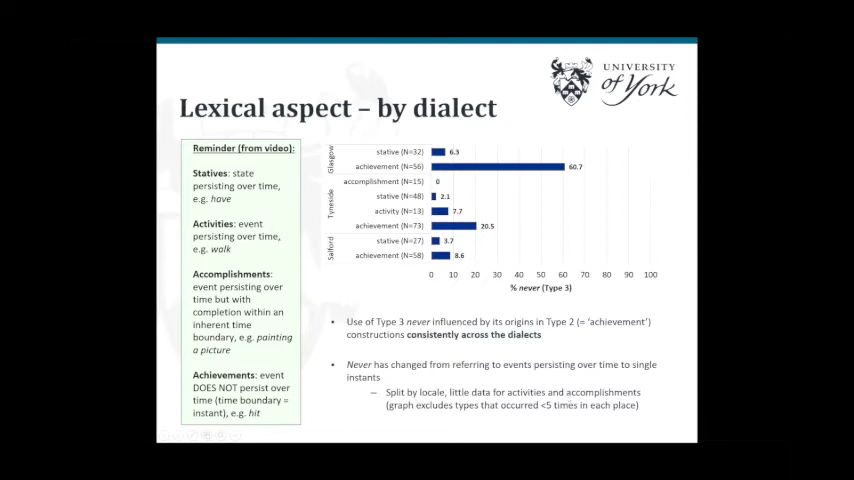 UNIVERSITY
of York
Lexical aspect – by dialect
Reminder (from video):
Statives: state
persisting over time,
e.g. have
Activities: event
persisting over time,
e.g. walk
Accomplishments:
event persisting over
time but with
completion within an
inherent time
boundary, e.g. painting
a picture
Achievements: event
DOES NOT persist over
time (time boundary =
instant), e.g. hit
Glasgow
stative (N=32) 6.3
achievement (N=56) 60.7
Tyneside
accomplishment (N=15) 0
stative (N=48) 2.1
activity (N=13) 7.7
achievement (N=73) 20.5
Salford
stative (N=27) 3.7
achievement (N=58) 8.6
0 10 20 30 40 50 60 70 80 90 100
% never (Type 3)
• Use of Type 3 never influenced by its origins in Type 2 (= ‘achievement’)
constructions consistently across the dialects
• Never has changed from referring to events persisting over time to single
instants
– Split by locale, little data for activities and accomplishments
(graph excludes types that occurred <5 times in each place)